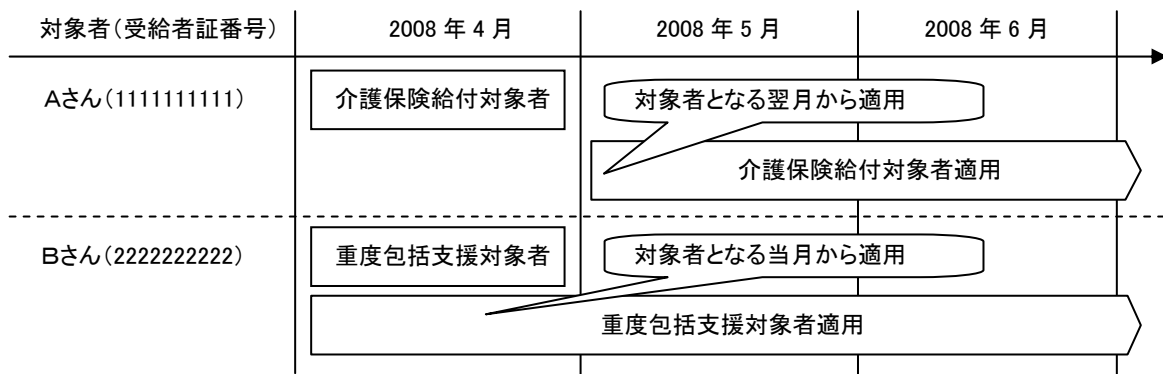 対象者(受給者証番号) 2008 年 4 月 2008 年 5 月 2008 年 6 月
Aさん(1111111111) 介護保険給付対象者 対象者となる翌月から適用
介護保険給付対象者適用
Bさん(2222222222) 重度包括支援対象者 対象者となる当月から適用
重度包括支援対象者適用